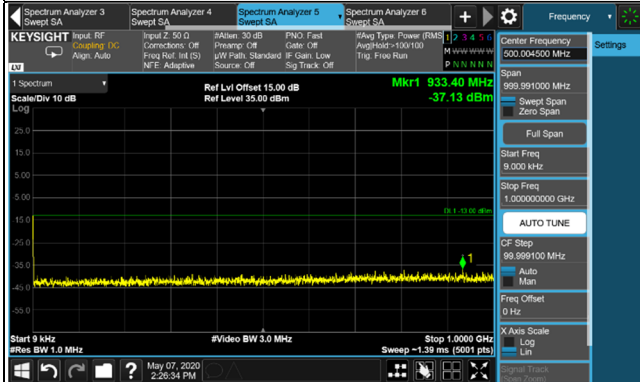 Spectrum Analyzer 3
Swept SA
Spectrum Analyzer 4
Swept SA
Spectrum Analyzer 5
Swept SA
Spectrum Analyzer 6
Swept SA
+
Frequency
KEYSIGHT
Input: RF
Coupling: DC
Align: Auto
Input Z: 50 Ω
Corrections: Off
Freq Ref: Int (S)
NFE: Adaptive
#Atten: 30 dB
Preamp: Off
µW Path: Standard
Source: Off
PNO: Fast
Gate: Off
IF Gain: Low
Sig Track: Off
#Avg Type: Power (RMS
Avg|Hold:>100/100
Trig: Free Run
1 2 3 4 5 6
M W W W W W
P N N N N N
LXI
1 Spectrum
Scale/Div 10 dB
Log
Ref Lvl Offset 15.00 dB
Ref Level 35.00 dBm
Mkr1 933.40 MHz
-37.13 dBm
25.0
15.0
5.00
-5.00
-15.0
-25.0
-35.0
-45.0
-55.0
DL1 -13.00 dBm
1
Start 9 kHz
#Res BW 1.0 MHz
#Video BW 3.0 MHz
Stop 1.0000 GHz
Sweep ~1.39 ms (5001 pts)
Center Frequency
500.004500 MHz
Settings
Span
999.991000 MHz
Swept Span
Zero Span
Full Span
Start Freq
9.000 kHz
Stop Freq
1.000000000 GHz
AUTO TUNE
CF Step
99.999100 MHz
Auto
Man
Freq Offset
0 Hz
X Axis Scale
Log
Lin
Signal Track
(Span Zoom)
?
May 07, 2020
2:26:34 PM